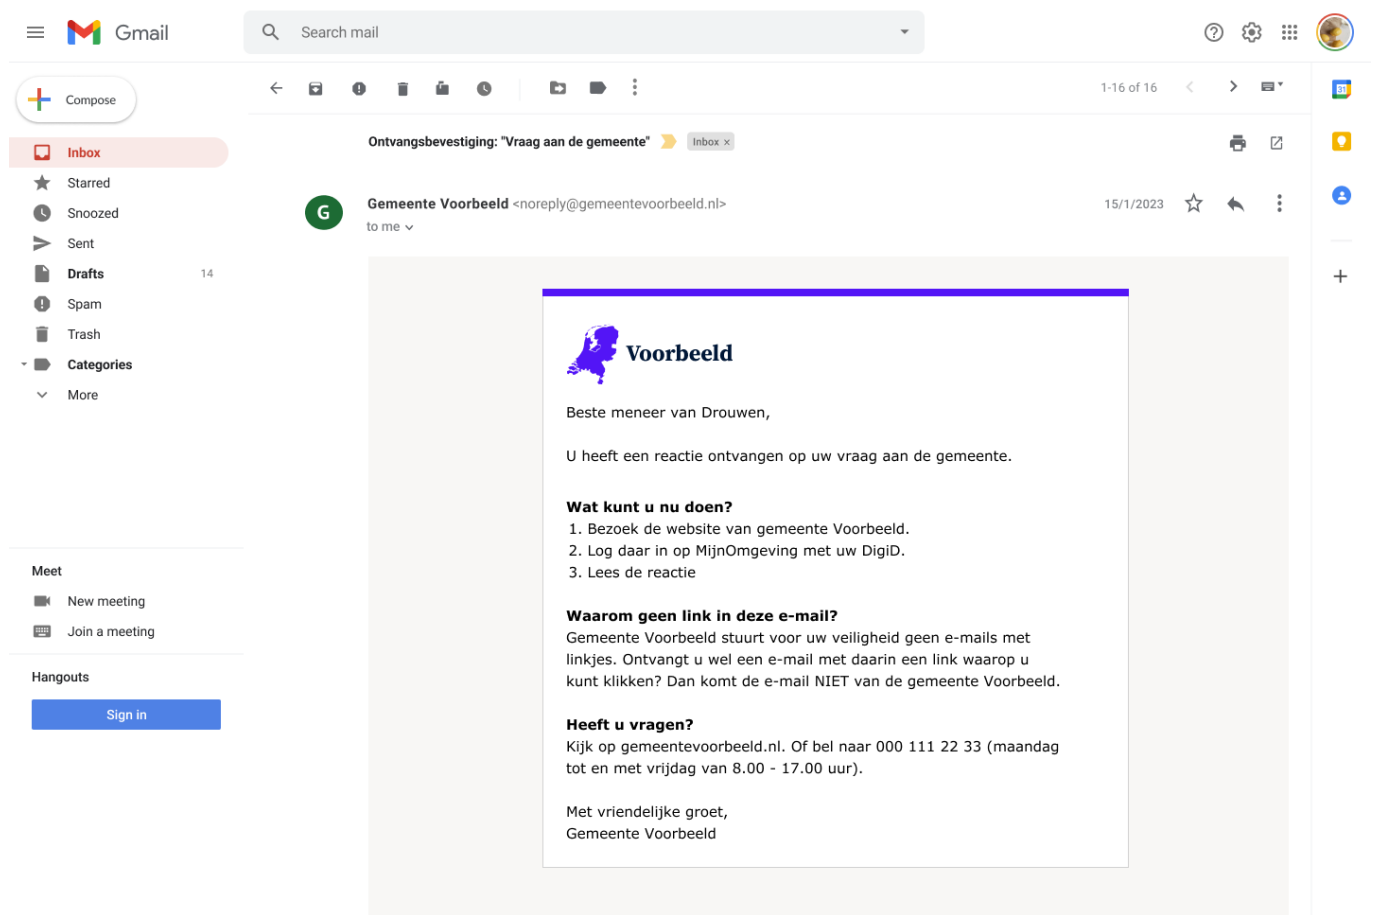 Gmail
Search mail
Compose
1-16 of 16
31
Inbox
Starred
Snoozed
Sent
Drafts 14
Spam
Trash
Categories
More
Meet
New meeting
Join a meeting
Hangouts
Sign in
Ontvangsbevestiging: "Vraag aan de gemeente" Inbox ×
G
Gemeente Voorbeeld <noreply@gemeentevoorbeeld.nl> 15/1/2023
to me
Voorbeeld
Beste meneer van Drouwen,
U heeft een reactie ontvangen op uw vraag aan de gemeente.
Wat kunt u nu doen?
1. Bezoek de website van gemeente Voorbeeld.
2. Log daar in op MijnOmgeving met uw DigiD.
3. Lees de reactie
Waarom geen link in deze e-mail?
Gemeente Voorbeeld stuurt voor uw veiligheid geen e-mails met
linkjes. Ontvangt u wel een e-mail met daarin een link waarop u
kunt klikken? Dan komt de e-mail NIET van de gemeente Voorbeeld.
Heeft u vragen?
Kijk op gemeentevoorbeeld.nl. Of bel naar 000 111 22 33 (maandag
tot en met vrijdag van 8.00 - 17.00 uur).
Met vriendelijke groet,
Gemeente Voorbeeld